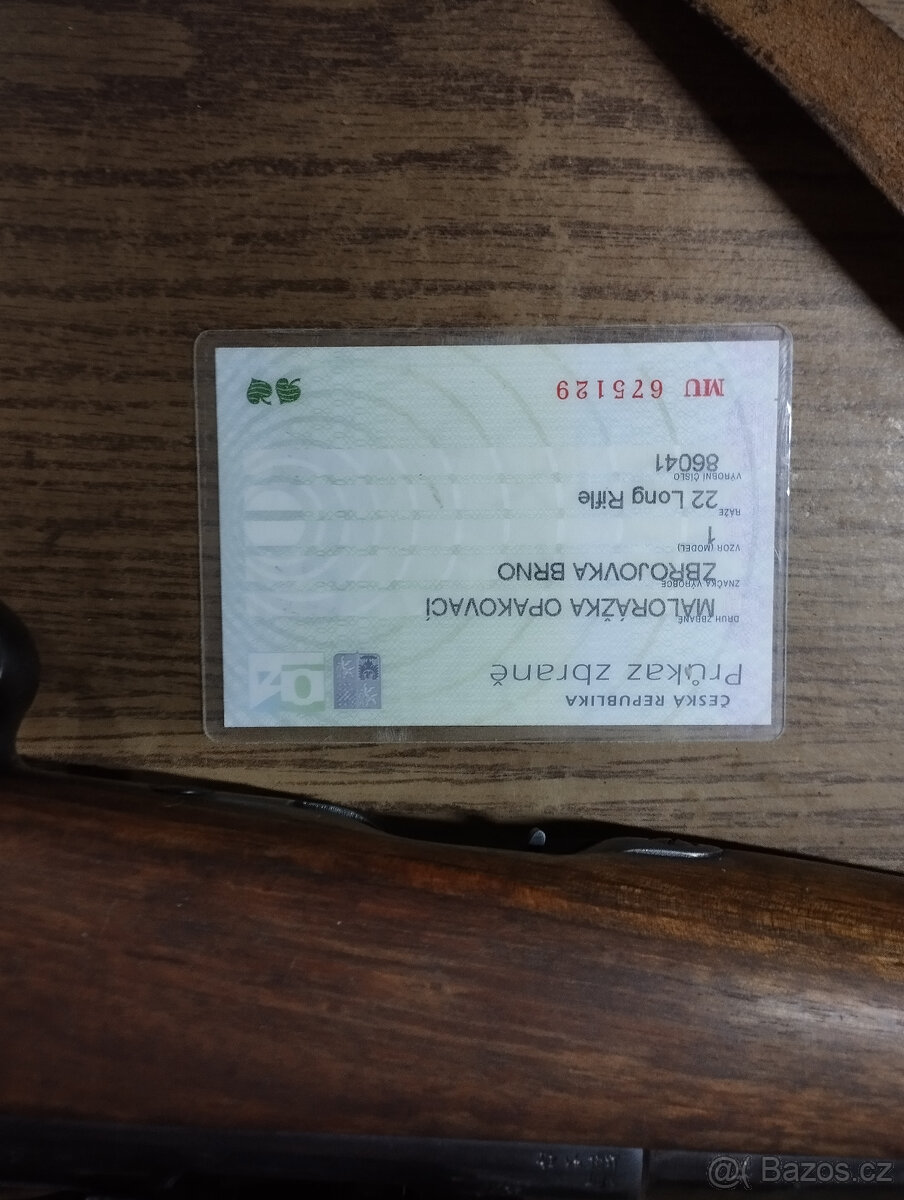 ČESKÁ REPUBLIKA
Průkaz zbraně
DRUH ZBRANĚ
MALORÁŽKA OPAKOVACÍ
ZNAČKA VÝROBCE
ZBROJOVKA BRNO
VZOR (MODEL)
1
RÁŽE
22 Long Rifle
VÝROBNÍ ČÍSLO
86041
MU 675129
Bazos.cz